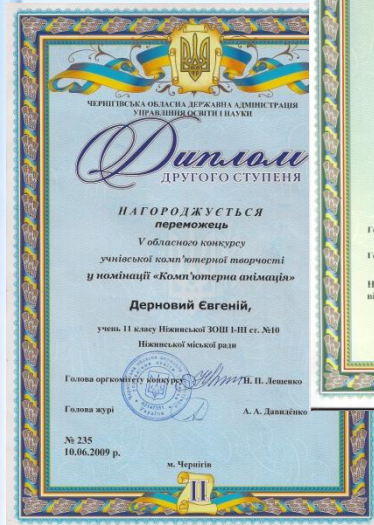 ЧЕРНІГІВСЬКА ОБЛАСНА ДЕРЖАВНА АДМІНІСТРАЦІЯ
УПРАВЛІННЯ ОСВІТИ І НАУКИ
Диплом
ДРУГОГО СТУПЕНЯ
НАГОРОДЖУЄТЬСЯ
переможець
V обласного конкурсу
учнівської комп'ютерної творчості
у номінації «Комп'ютерна анімація»
Дерновий Євгеній,
учень 11 класу Ніжинської ЗОШ І-ІІІ ст. №10
Ніжинської міської ради
Голова оргкомітету конкурсу Н. П. Лещенко
Голова журі А. А. Давиденко
№ 235
10.06.2009 р.
м. Чернігів
II